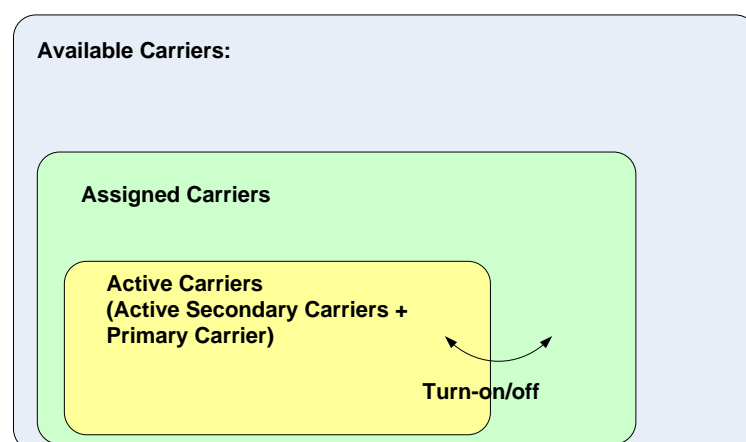 Available Carriers:
Assigned Carriers
Active Carriers
(Active Secondary Carriers +
Primary Carrier)
Turn-on/off